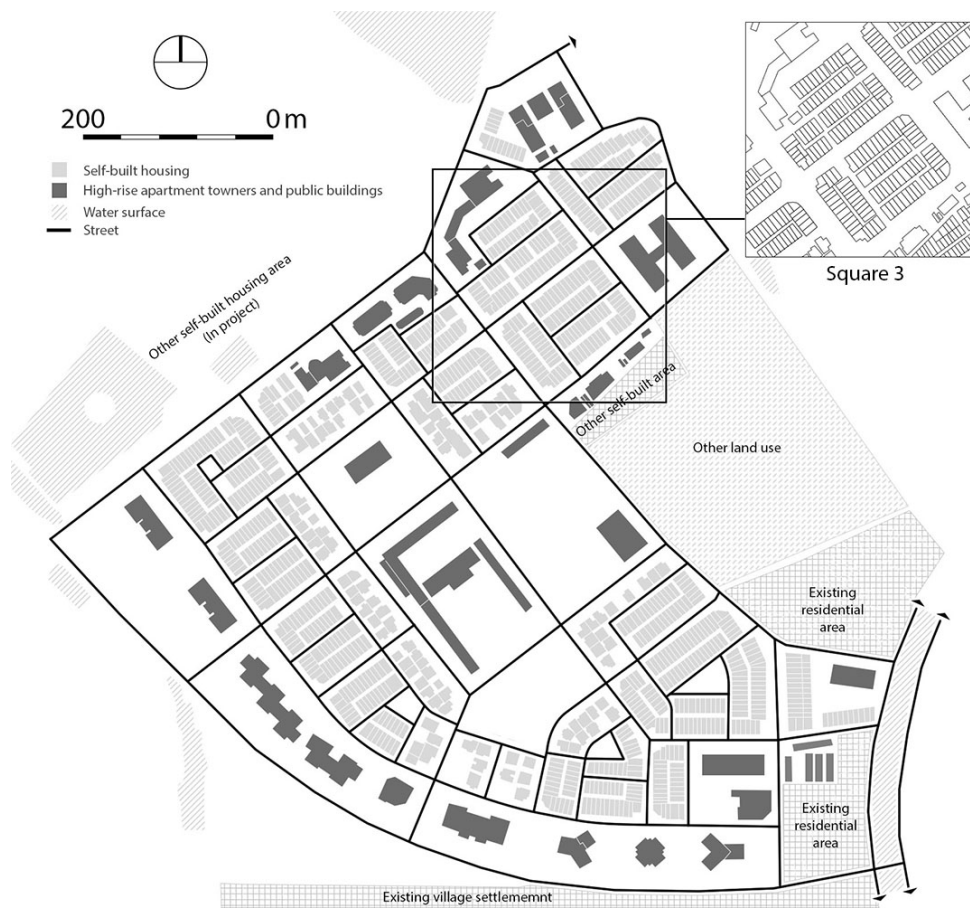 200 0 m
Self-built housing
High-rise apartment towners and public buildings
Water surface
Street
Square 3
Other self-built housing area
(In project)
Other self-built area
Other land use
Existing
residential
area
Existing
residential
area
Existing village settlememnt